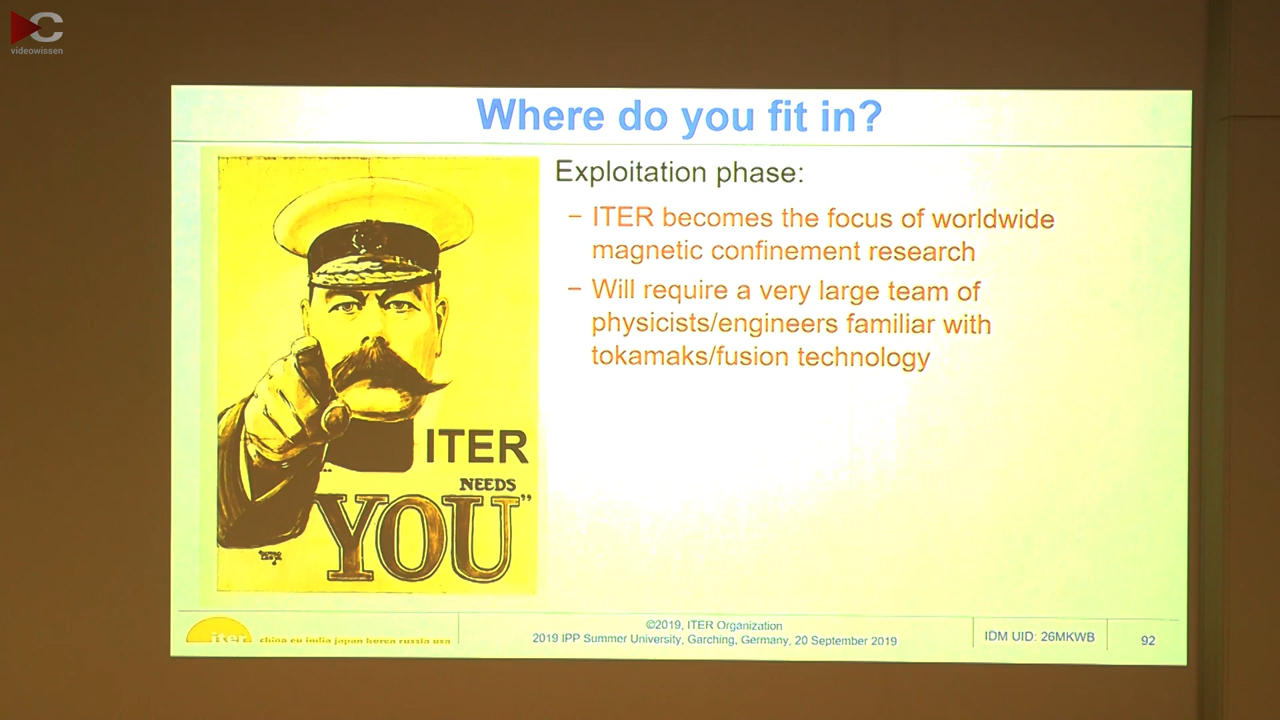 videowissen
Where do you fit in?
Exploitation phase:
– ITER becomes the focus of worldwide
magnetic confinement research
– Will require a very large team of
physicists/engineers familiar with
tokamaks/fusion technology
ITER
NEEDS
"YOU"
iter
china eu india japan korea russia usa
©2019, ITER Organization
2019 IPP Summer University, Garching, Germany, 20 September 2019
IDM UID: 26MKWB
92